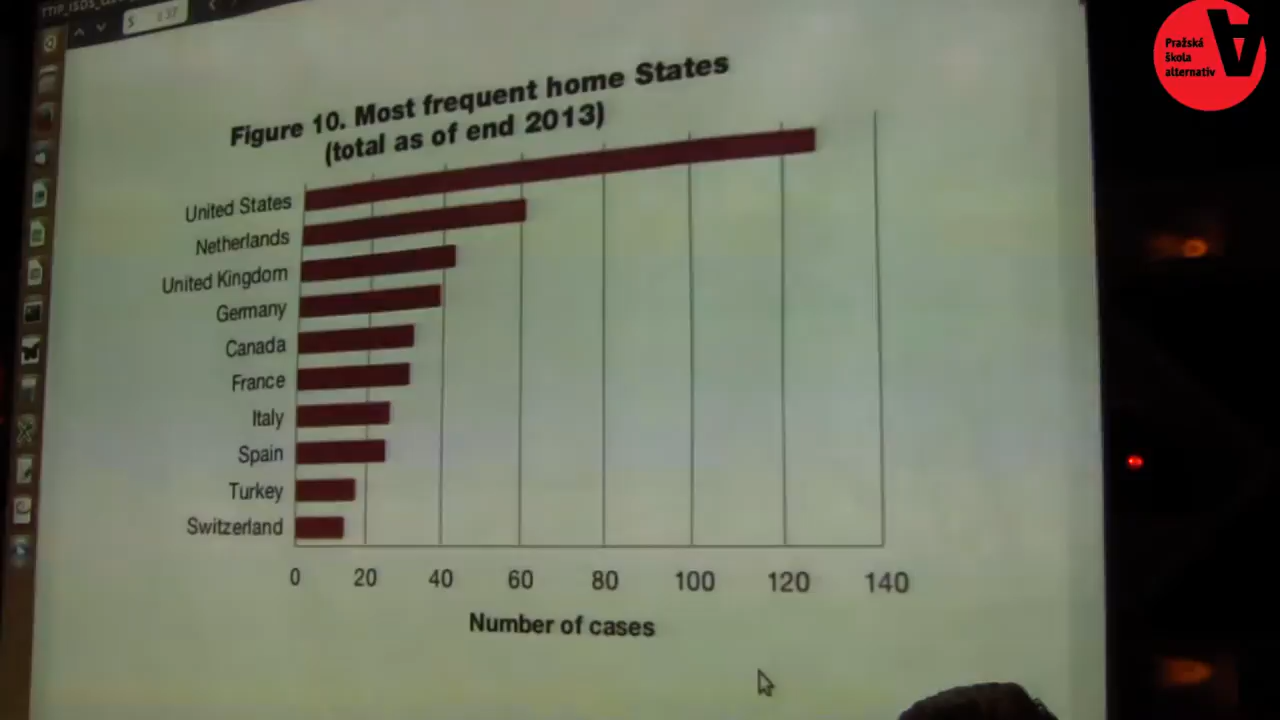 Pražská
škola
alternativ
Figure 10. Most frequent home States
(total as of end 2013)
United States
Netherlands
United Kingdom
Germany
Canada
France
Italy
Spain
Turkey
Switzerland
0 20 40 60 80 100 120 140
Number of cases